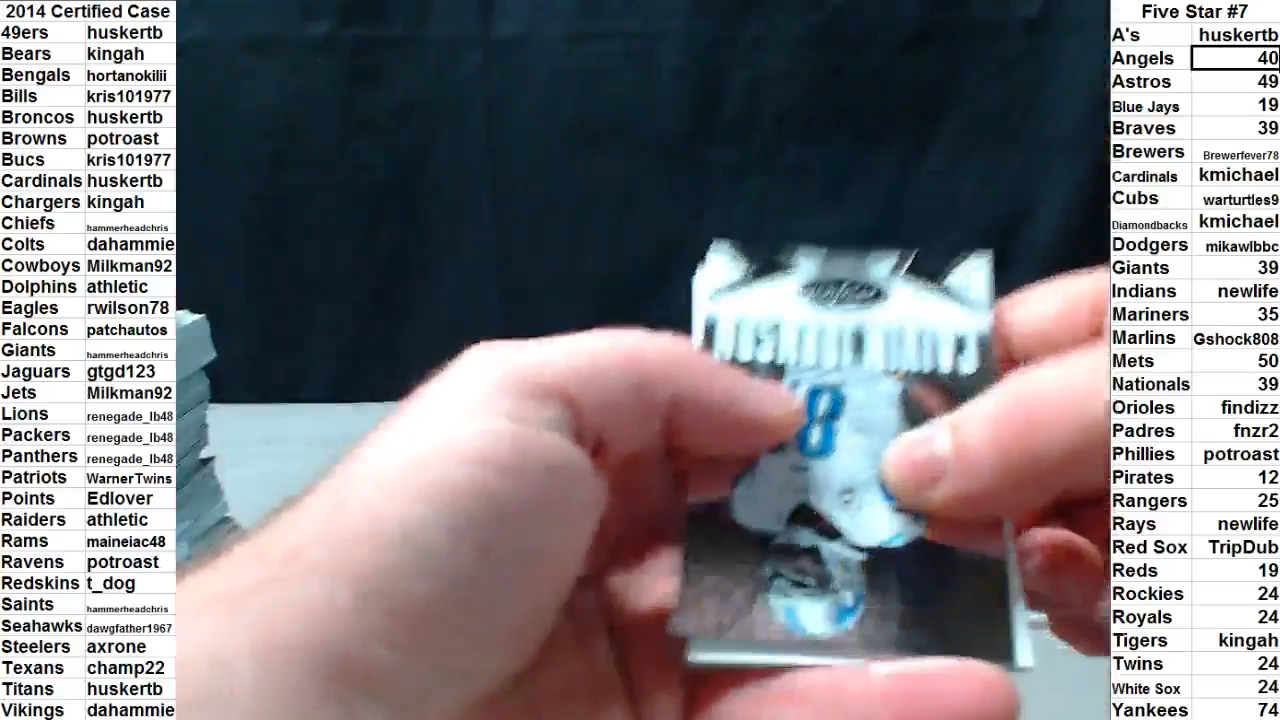 2014 Certified Case
49ers huskertb
Bears kingah
Bengals hortanokilii
Bills kris101977
Broncos huskertb
Browns potroast
Bucs kris101977
Cardinals huskertb
Chargers kingah
Chiefs hammerheadchris
Colts dahammie
Cowboys Milkman92
Dolphins athletic
Eagles rwilson78
Falcons patchautos
Giants hammerheadchris
Jaguars gtgd123
Jets Milkman92
Lions renegade_lb48
Packers renegade_lb48
Panthers renegade_lb48
Patriots WarnerTwins
Points Edlover
Raiders athletic
Rams maineiac48
Ravens potroast
Redskins t_dog
Saints hammerheadchris
Seahawks dawgfather1967
Steelers axrone
Texans champ22
Titans huskertb
Vikings dahammie
8
Five Star #7
A's huskertb
Angels 40
Astros 49
Blue Jays 19
Braves 39
Brewers Brewerfever78
Cardinals kmichael
Cubs warturtles9
Diamondbacks kmichael
Dodgers mikawlbbc
Giants 39
Indians newlife
Mariners 35
Marlins Gshock808
Mets 50
Nationals 39
Orioles findizz
Padres fnzr2
Phillies potroast
Pirates 12
Rangers 25
Rays newlife
Red Sox TripDub
Reds 19
Rockies 24
Royals 24
Tigers kingah
Twins 24
White Sox 24
Yankees 74